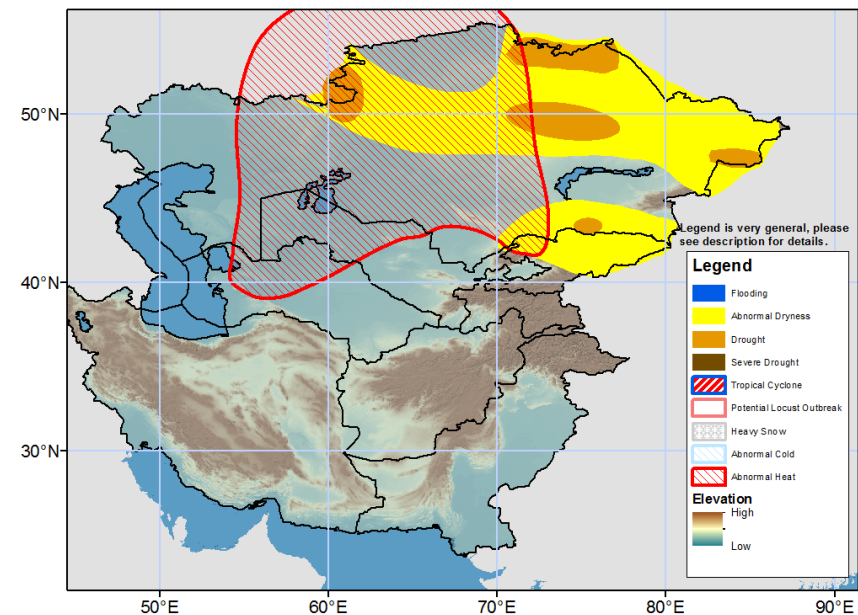 50°N
40°N
30°N
50°E
60°E
70°E
80°E
90°E
Legend is very general, please
see description for details.
Legend
Flooding
Abnormal Dryness
Drought
Severe Drought
Tropical Cyclone
Potential Locust Outbreak
Heavy Snow
Abnormal Cold
Abnormal Heat
Elevation
High
Low